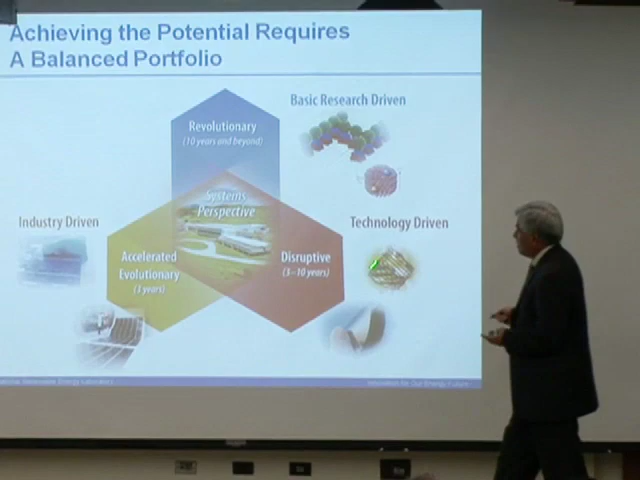 Achieving the Potential Requires
A Balanced Portfolio
Basic Research Driven
Revolutionary
(10 years and beyond)
Systems
Perspective
Industry Driven
Technology Driven
Accelerated
Evolutionary
(3 years)
Disruptive
(3–10 years)
National Renewable Energy Laboratory
Innovation for Our Energy Future